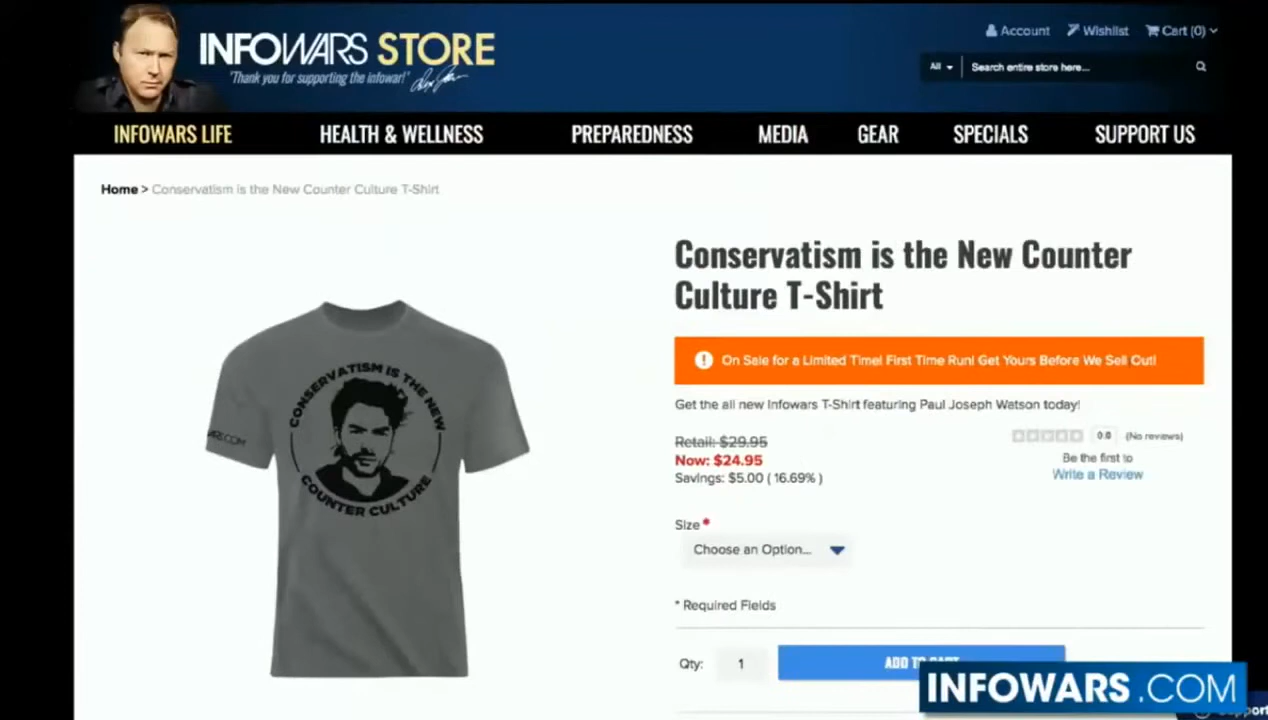 INFOWARS STORE
"Thank you for supporting the infowar!"
Account
Wishlist
Cart (0)
All
Search entire store here...
INFOWARS LIFE
HEALTH & WELLNESS
PREPAREDNESS
MEDIA
GEAR
SPECIALS
SUPPORT US
Home > Conservatism is the New Counter Culture T-Shirt
Conservatism is the New Counter
Culture T-Shirt
On Sale for a Limited Time! First Time Run! Get Yours Before We Sell Out!
Get the all new Infowars T-Shirt featuring Paul Joseph Watson today!
Retail: $29.95
Now: $24.95
Savings: $5.00 ( 16.69% )
0.0 (No reviews)
Be the first to
Write a Review
CONSERVATISM IS THE NEW
COUNTER CULTURE
Size *
Choose an Option...
* Required Fields
Qty: 1
ADD TO CART
INFOWARS.COM